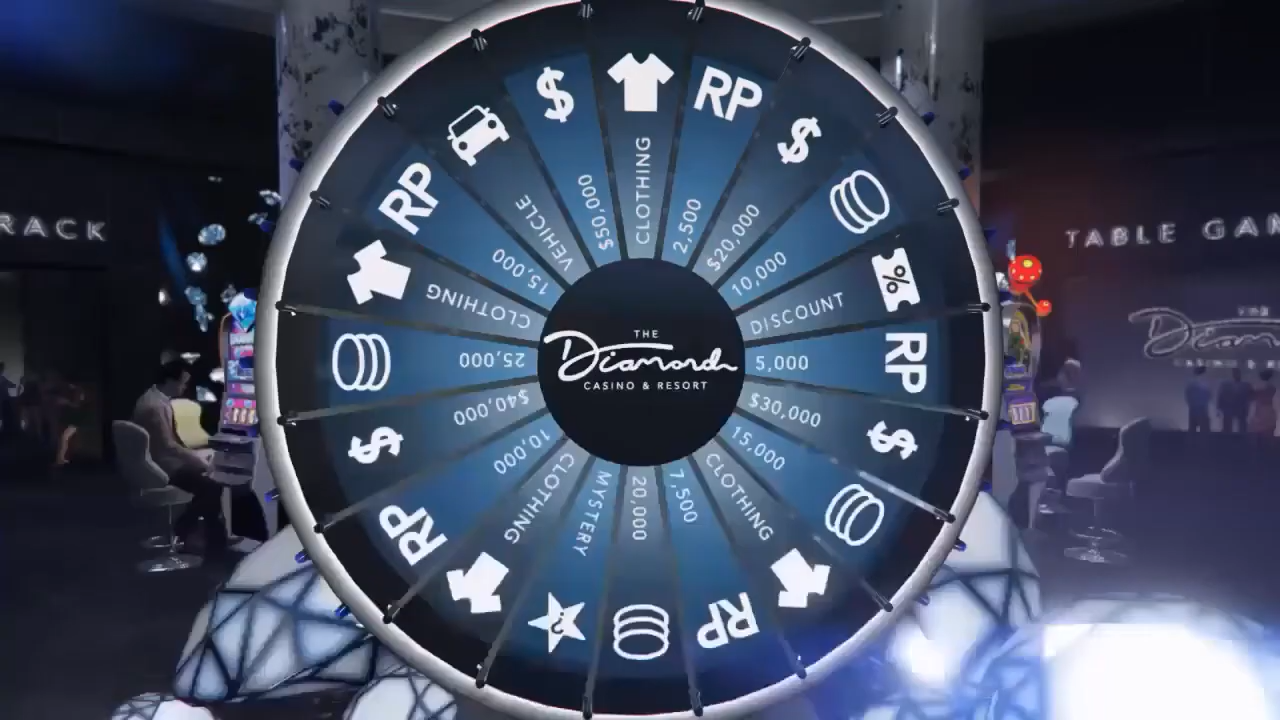 RACK
TABLE GAM
CLOTHING
RP
2,500
$
$20,000
10,000
%
DISCOUNT
RP
5,000
$
$30,000
15,000
CLOTHING
RP
7,500
20,000
?
MYSTERY
CLOTHING
RP
10,000
$
$40,000
25,000
CLOTHING
RP
15,000
VEHICLE
$
$50,000
THE
Diamond
CASINO & RESORT
THE